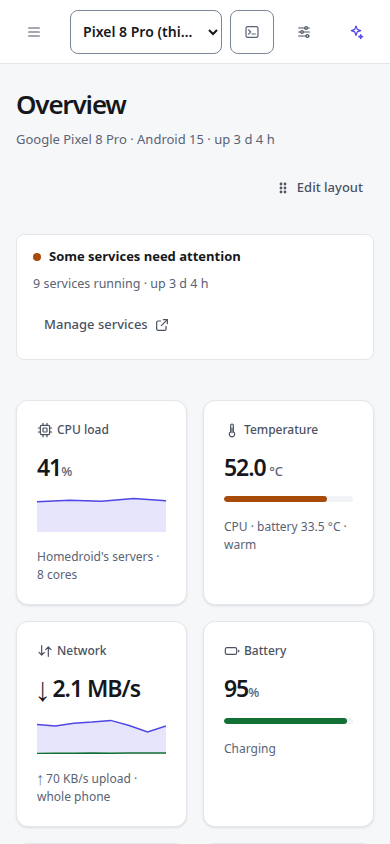 Pixel 8 Pro (thi...
Overview
Google Pixel 8 Pro · Android 15 · up 3 d 4 h
Edit layout
Some services need attention
9 services running · up 3 d 4 h
Manage services
CPU load
41%
Homedroid's servers ·
8 cores
Temperature
52.0 °C
CPU · battery 33.5 °C ·
warm
Network
↓ 2.1 MB/s
↑ 70 KB/s upload ·
whole phone
Battery
95%
Charging